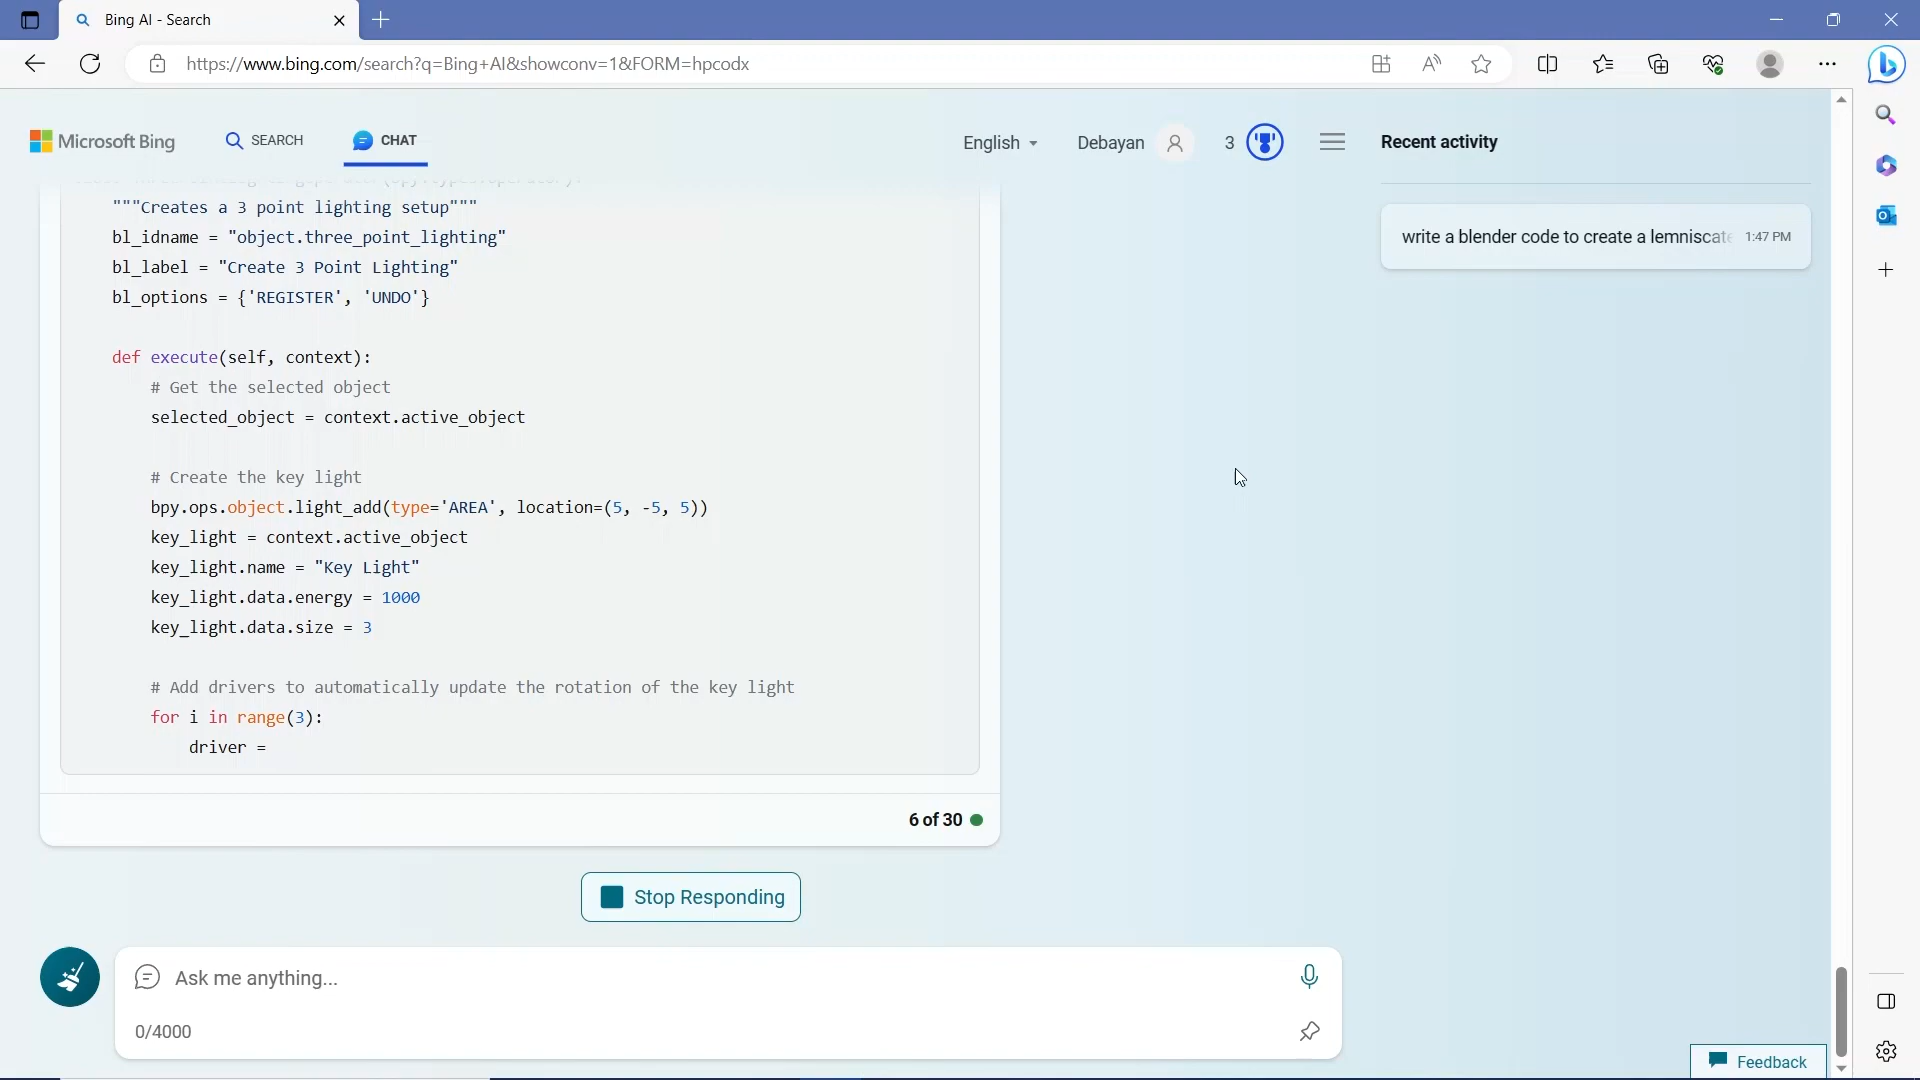 Bing AI - Search
https://www.bing.com/search?q=Bing+AI&showconv=1&FORM=hpcodx
Microsoft Bing
SEARCH
CHAT
English
Debayan
3
Recent activity
write a blender code to create a lemniscate 1:47 PM
"""Creates a 3 point lighting setup"""
bl_idname = "object.three_point_lighting"
bl_label = "Create 3 Point Lighting"
bl_options = {'REGISTER', 'UNDO'}
def execute(self, context):
# Get the selected object
selected_object = context.active_object
# Create the key light
bpy.ops.object.light_add(type='AREA', location=(5, -5, 5))
key_light = context.active_object
key_light.name = "Key Light"
key_light.data.energy = 1000
key_light.data.size = 3
# Add drivers to automatically update the rotation of the key light
for i in range(3):
driver =
6 of 30
Stop Responding
Ask me anything...
0/4000
Feedback